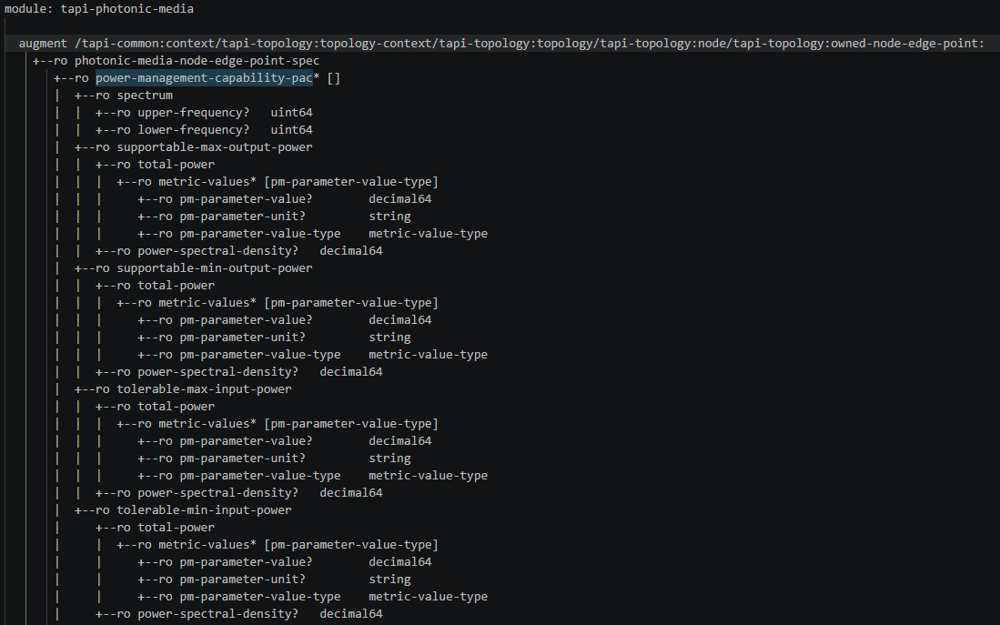 module: tapi-photonic-media
augment /tapi-common:context/tapi-topology:topology-context/tapi-topology:topology/tapi-topology:node/tapi-topology:owned-node-edge-point:
+--ro photonic-media-node-edge-point-spec
+--ro power-management-capability-pac* []
| +--ro spectrum
| | +--ro upper-frequency?   uint64
| | +--ro lower-frequency?   uint64
| +--ro supportable-max-output-power
| | +--ro total-power
| | | +--ro metric-values* [pm-parameter-value-type]
| | |    +--ro pm-parameter-value?        decimal64
| | |    +--ro pm-parameter-unit?         string
| | |    +--ro pm-parameter-value-type    metric-value-type
| | +--ro power-spectral-density?   decimal64
| +--ro supportable-min-output-power
| | +--ro total-power
| | | +--ro metric-values* [pm-parameter-value-type]
| | |    +--ro pm-parameter-value?        decimal64
| | |    +--ro pm-parameter-unit?         string
| | |    +--ro pm-parameter-value-type    metric-value-type
| | +--ro power-spectral-density?   decimal64
| +--ro tolerable-max-input-power
| | +--ro total-power
| | | +--ro metric-values* [pm-parameter-value-type]
| | |    +--ro pm-parameter-value?        decimal64
| | |    +--ro pm-parameter-unit?         string
| | |    +--ro pm-parameter-value-type    metric-value-type
| | +--ro power-spectral-density?   decimal64
| +--ro tolerable-min-input-power
|    +--ro total-power
|    | +--ro metric-values* [pm-parameter-value-type]
|    |    +--ro pm-parameter-value?        decimal64
|    |    +--ro pm-parameter-unit?         string
|    |    +--ro pm-parameter-value-type    metric-value-type
|    +--ro power-spectral-density?   decimal64